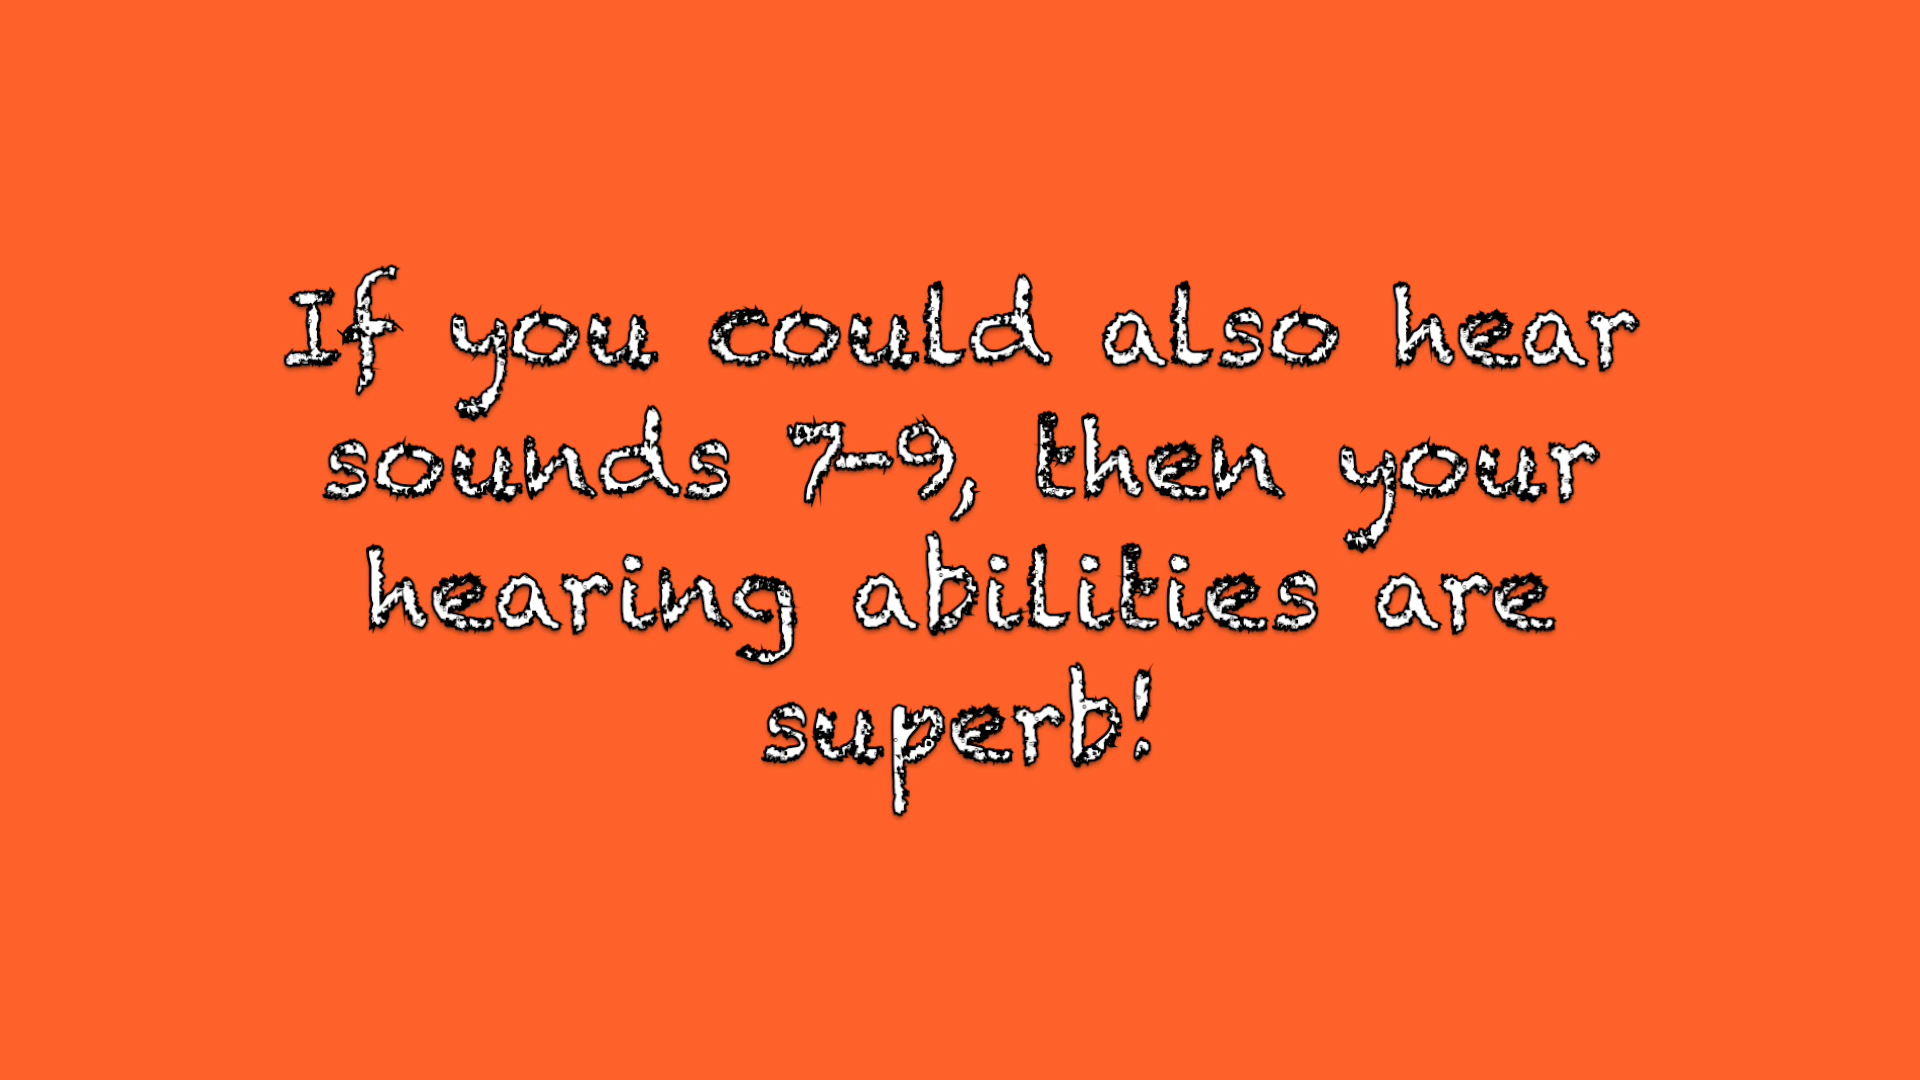 If you could also hear
sounds 7-9, then your
hearing abilities are
superb!